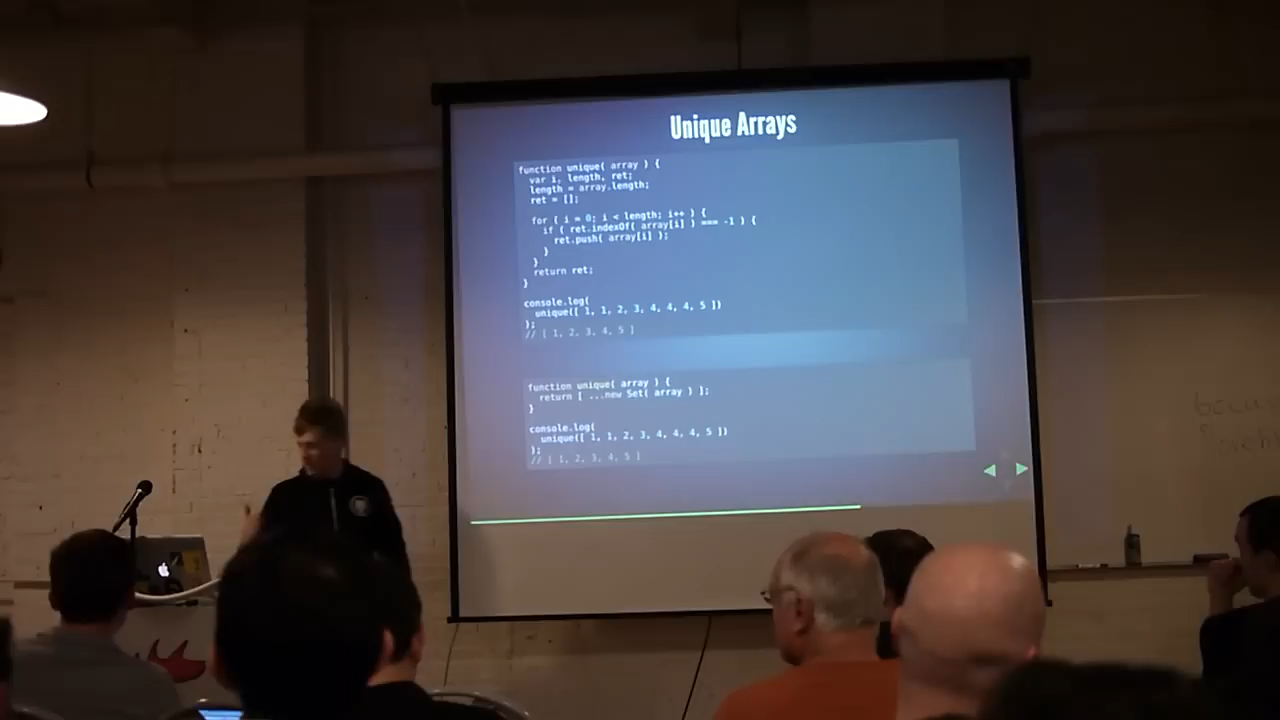 Unique Arrays
function unique( array ) {
var i, length, ret;
length = array.length;
ret = [];
for ( i = 0; i < length; i++ ) {
if ( ret.indexOf( array[i] ) === -1 ) {
ret.push( array[i] );
}
}
return ret;
}
console.log(
unique([ 1, 1, 2, 3, 4, 4, 4, 5 ])
);
// [ 1, 2, 3, 4, 5 ]
function unique( array ) {
return [ ...new Set( array ) ];
}
console.log(
unique([ 1, 1, 2, 3, 4, 4, 4, 5 ])
);
// [ 1, 2, 3, 4, 5 ]